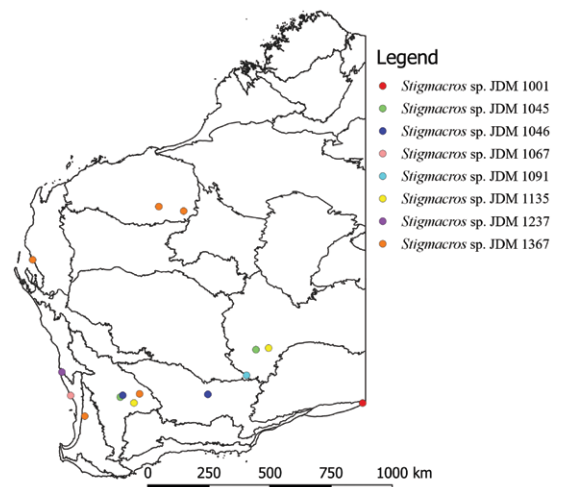 Legend
Stigmacros sp. JDM 1001
Stigmacros sp. JDM 1045
Stigmacros sp. JDM 1046
Stigmacros sp. JDM 1067
Stigmacros sp. JDM 1091
Stigmacros sp. JDM 1135
Stigmacros sp. JDM 1237
Stigmacros sp. JDM 1367
0 250 500 750 1000 km